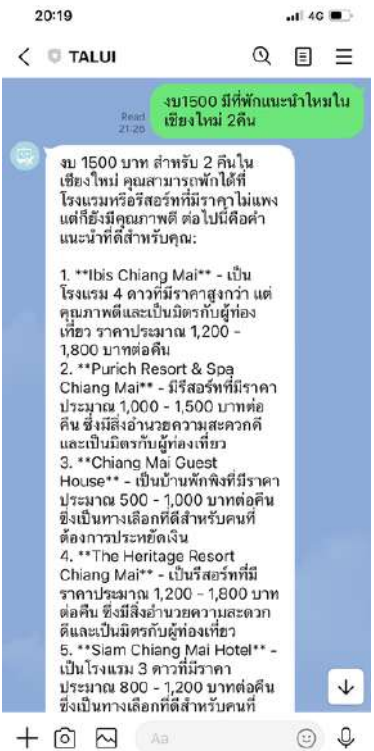 20:19
4G
TALUI
งบ1500 มีที่พักแนะนำไหมใน
เชียงใหม่ 2คืน
Read
21:26
งบ 1500 บาท สำหรับ 2 คืนใน
เชียงใหม่ คุณสามารถพักได้ที่
โรงแรมหรือรีสอร์ทที่มีราคาไม่แพง
แต่ก็ยังมีคุณภาพดี ต่อไปนี้คือคำ
แนะนำที่ดีสำหรับคุณ:
1. **Ibis Chiang Mai** - เป็น
โรงแรม 4 ดาวที่มีราคาสูงกว่า แต่
คุณภาพดีและเป็นมิตรกับผู้ท่อง
เที่ยว ราคาประมาณ 1,200 -
1,800 บาทต่อคืน
2. **Purich Resort & Spa
Chiang Mai** - มีรีสอร์ทที่มีราคา
ประมาณ 1,000 - 1,500 บาทต่อ
คืน ซึ่งมีสิ่งอำนวยความสะดวกดี
และเป็นมิตรกับผู้ท่องเที่ยว
3. **Chiang Mai Guest
House** - เป็นบ้านพักพิงที่มีราคา
ประมาณ 500 - 1,000 บาทต่อคืน
ซึ่งเป็นทางเลือกที่ดีสำหรับคนที่
ต้องการประหยัดเงิน
4. **The Heritage Resort
Chiang Mai** - เป็นรีสอร์ทที่มี
ราคาประมาณ 1,200 - 1,800 บาท
ต่อคืน ซึ่งมีสิ่งอำนวยความสะดวก
ดีและเป็นมิตรกับผู้ท่องเที่ยว
5. **Siam Chiang Mai Hotel** -
เป็นโรงแรม 3 ดาวที่มีราคา
ประมาณ 800 - 1,200 บาทต่อคืน
ซึ่งเป็นทางเลือกที่ดีสำหรับคนที่
Aa